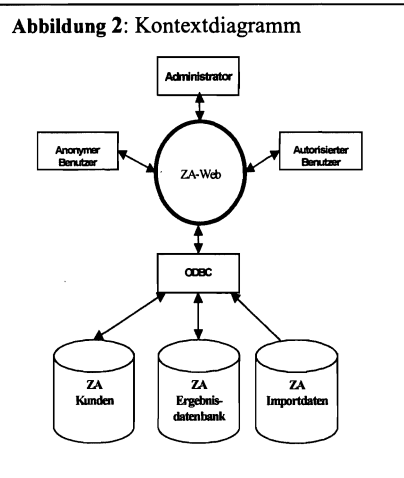 Abbildung 2: Kontextdiagramm
Administrator
Anonymer
Benutzer
ZA-Web
Autorisierter
Benutzer
ODBC
ZA
Kunden
ZA
Ergebnis-
datenbank
ZA
Importdaten